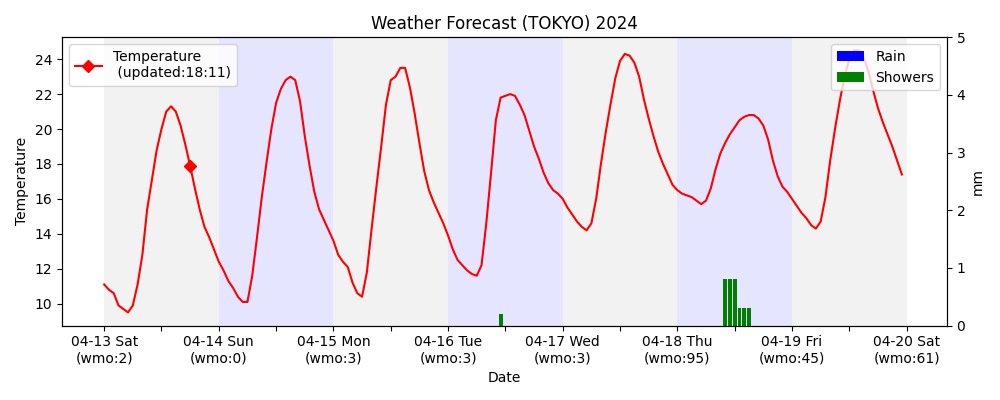 Weather Forecast (TOKYO) 2024
Temperature
(updated:18:11)
Rain
Showers
Temperature
24
22
20
18
16
14
12
10
5
4
3
2
1
0
mm
04-13 Sat
(wmo:2)
04-14 Sun
(wmo:0)
04-15 Mon
(wmo:3)
04-16 Tue
(wmo:3)
04-17 Wed
(wmo:3)
04-18 Thu
(wmo:95)
04-19 Fri
(wmo:45)
04-20 Sat
(wmo:61)
Date